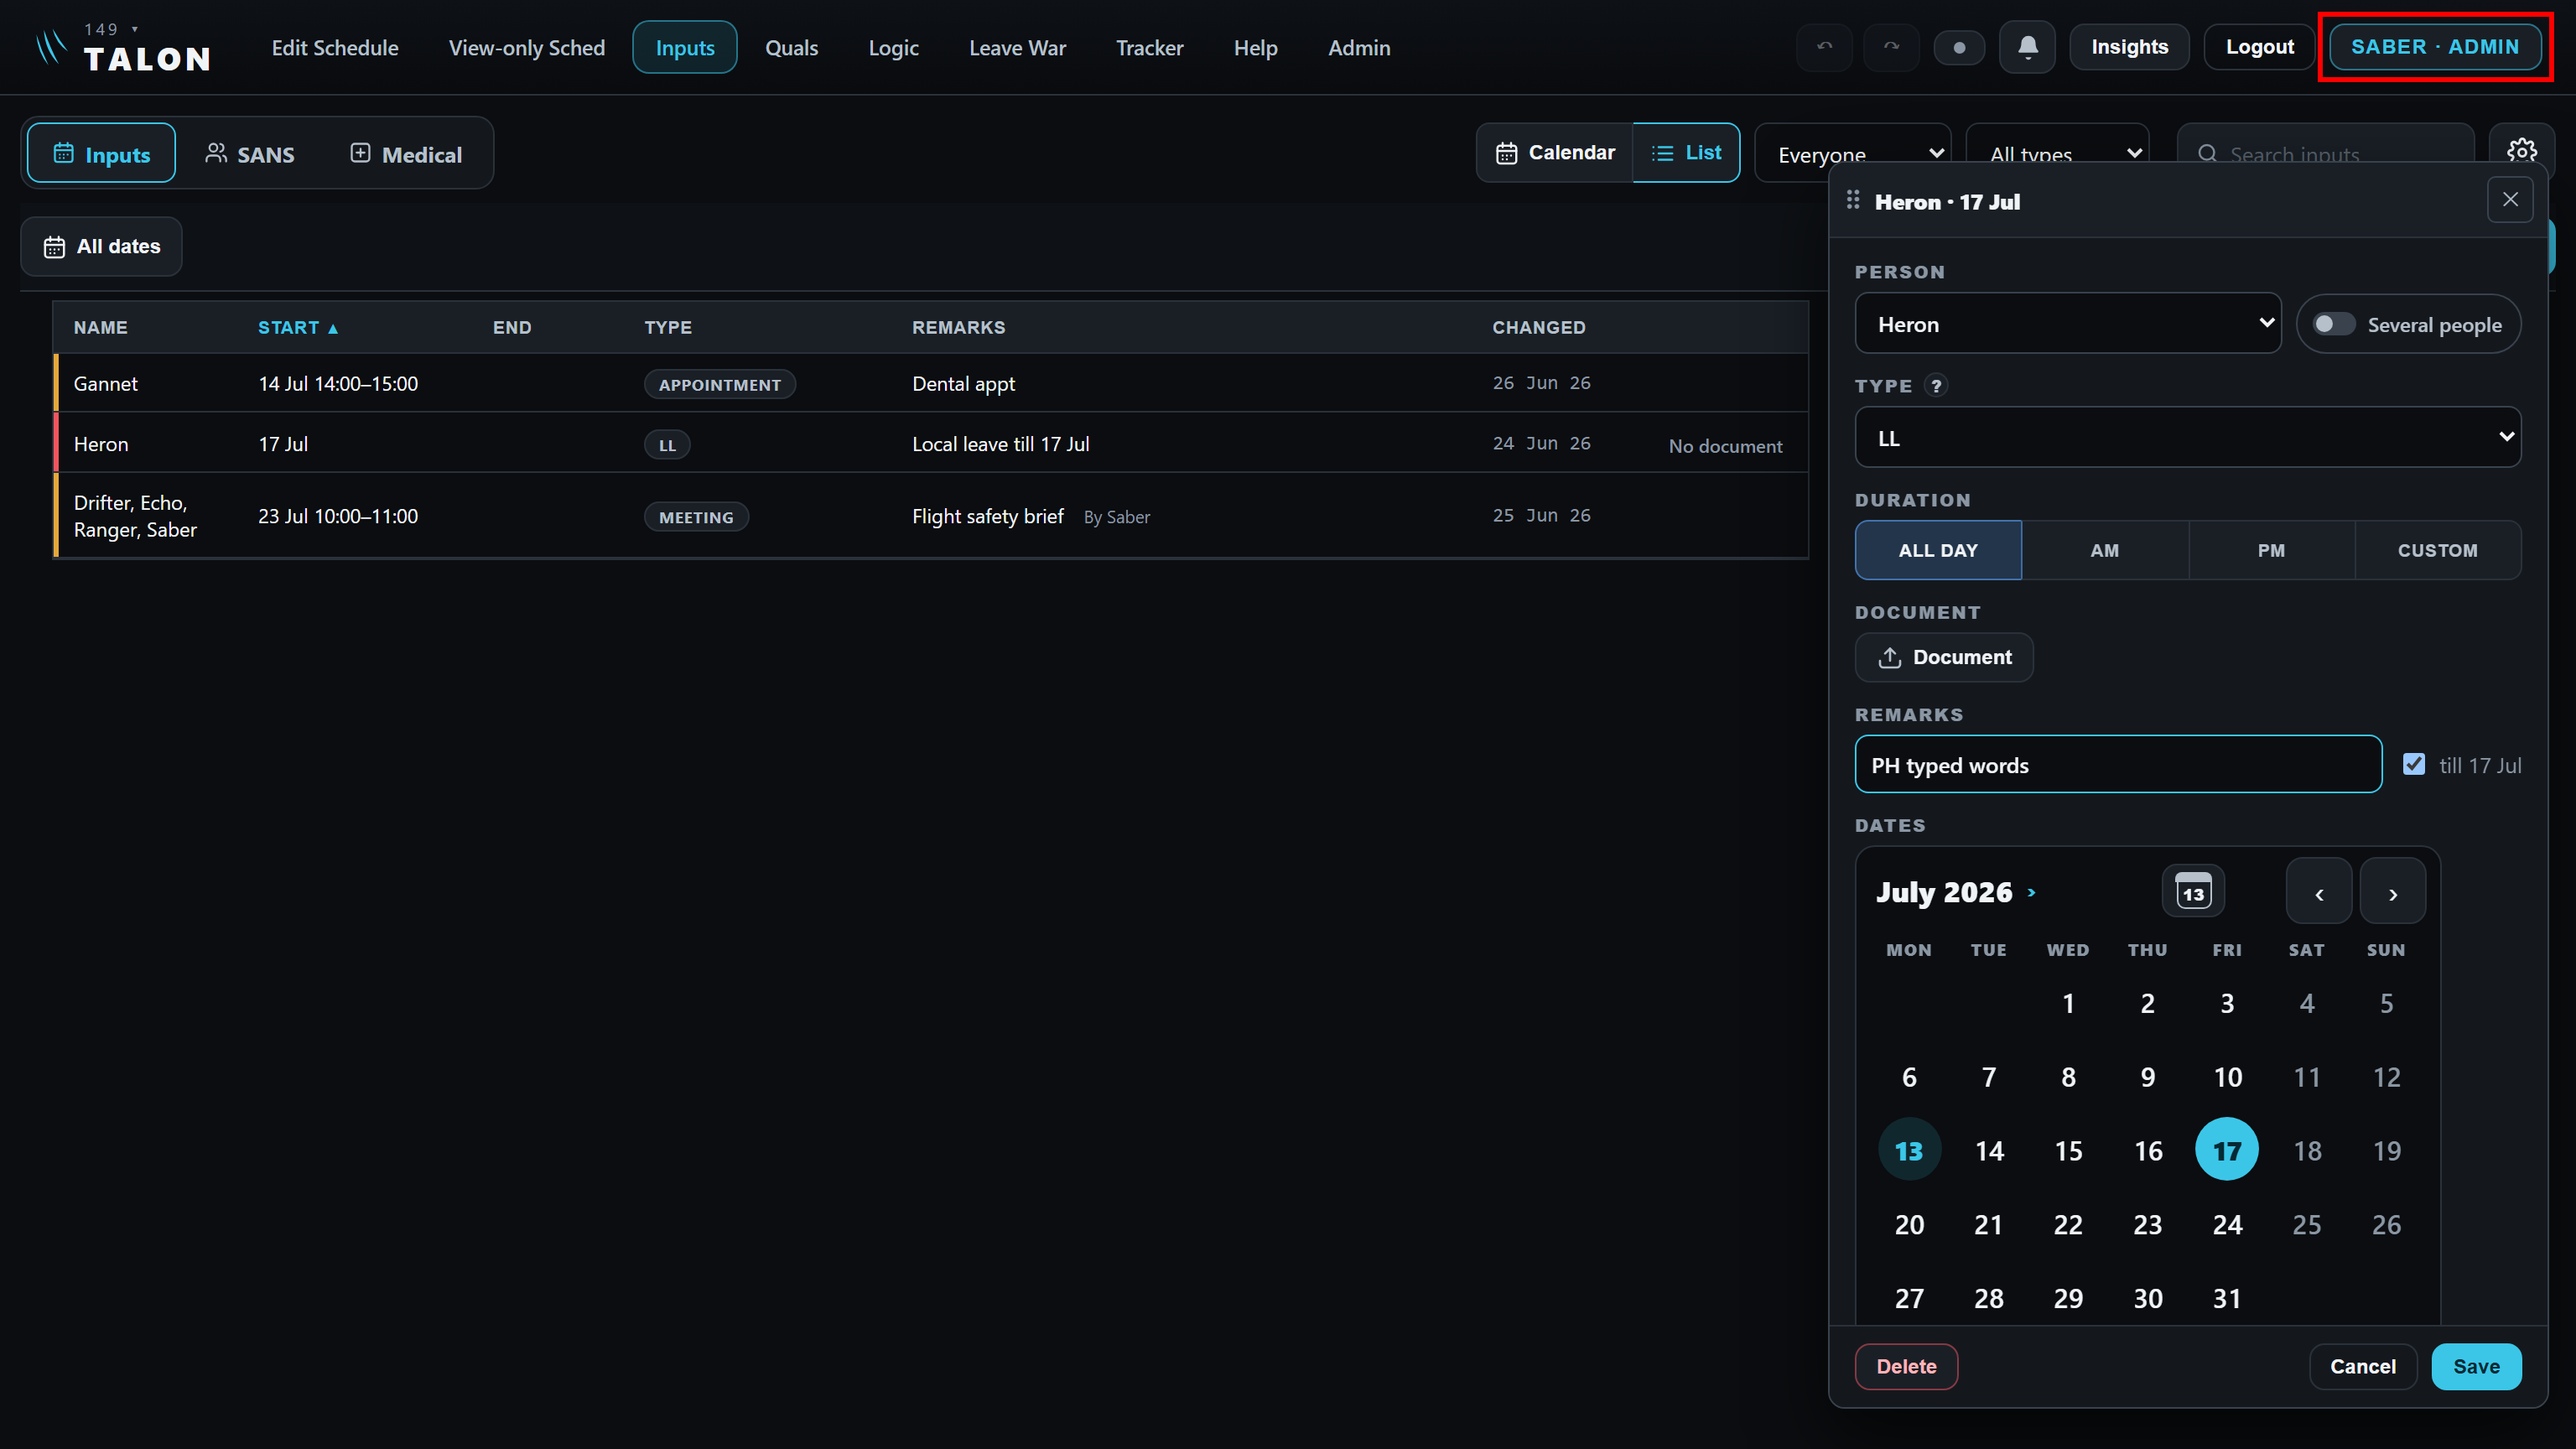 149 ▾
TALON
Edit Schedule
View-only Sched
Inputs
Quals
Logic
Leave War
Tracker
Help
Admin
Insights
Logout
SABER · ADMIN
Inputs
SANS
Medical
Calendar
List
Everyone
All types
Search inputs
All dates
NAME START ▲ END TYPE REMARKS CHANGED
Gannet 14 Jul 14:00–15:00 APPOINTMENT Dental appt 26 Jun 26
Heron 17 Jul LL Local leave till 17 Jul 24 Jun 26 No document
Drifter, Echo,
Ranger, Saber 23 Jul 10:00–11:00 MEETING Flight safety brief By Saber 25 Jun 26
Heron · 17 Jul
PERSON
Heron
Several people
TYPE ?
LL
DURATION
ALL DAY AM PM CUSTOM
DOCUMENT
Document
REMARKS
PH typed words
till 17 Jul
DATES
July 2026 ›
13
‹ ›
MON TUE WED THU FRI SAT SUN
1 2 3 4 5
6 7 8 9 10 11 12
13 14 15 16 17 18 19
20 21 22 23 24 25 26
27 28 29 30 31
Delete
Cancel
Save